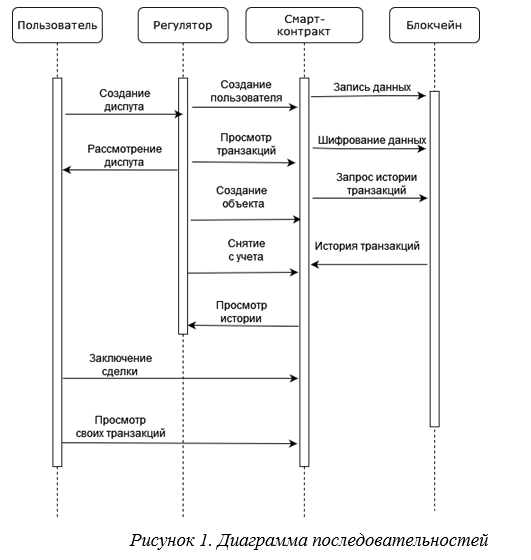 Пользователь
Регулятор
Смарт-
контракт
Блокчейн
Создание
диспута
Создание
пользователя
Запись данных
Рассмотрение
диспута
Просмотр
транзакций
Шифрование данных
Запрос истории
транзакций
Создание
объекта
Снятие
с учета
История транзакций
Просмотр
истории
Заключение
сделки
Просмотр
своих транзакций
Рисунок 1. Диаграмма последовательностей